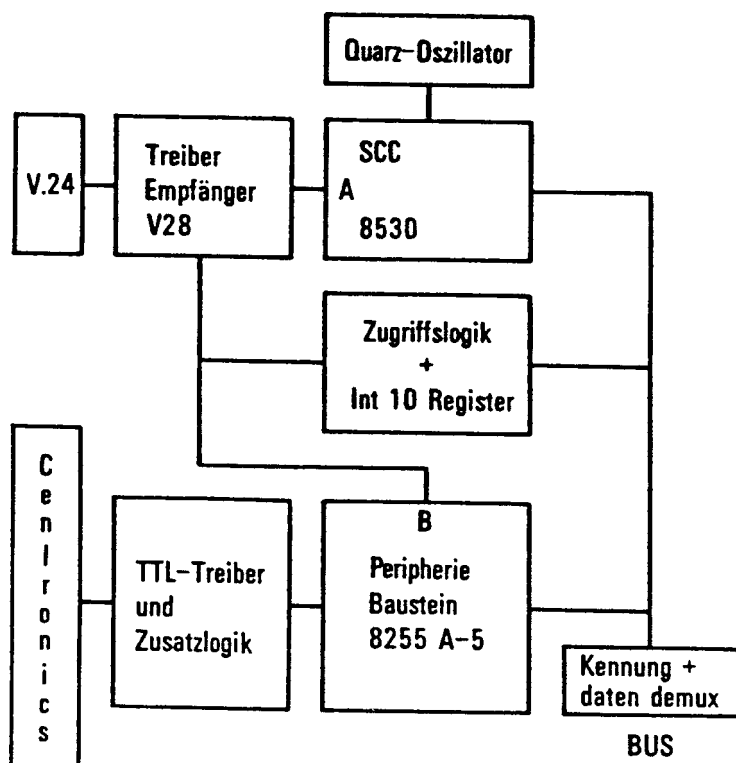 Quarz-Oszillator
V.24
Treiber
Empfänger
V28
SCC
A
8530
Zugriffslogik
+
Int 10 Register
Centronics
TTL-Treiber
und
Zusatzlogik
B
Peripherie
Baustein
8255 A-5
Kennung +
daten demux
BUS